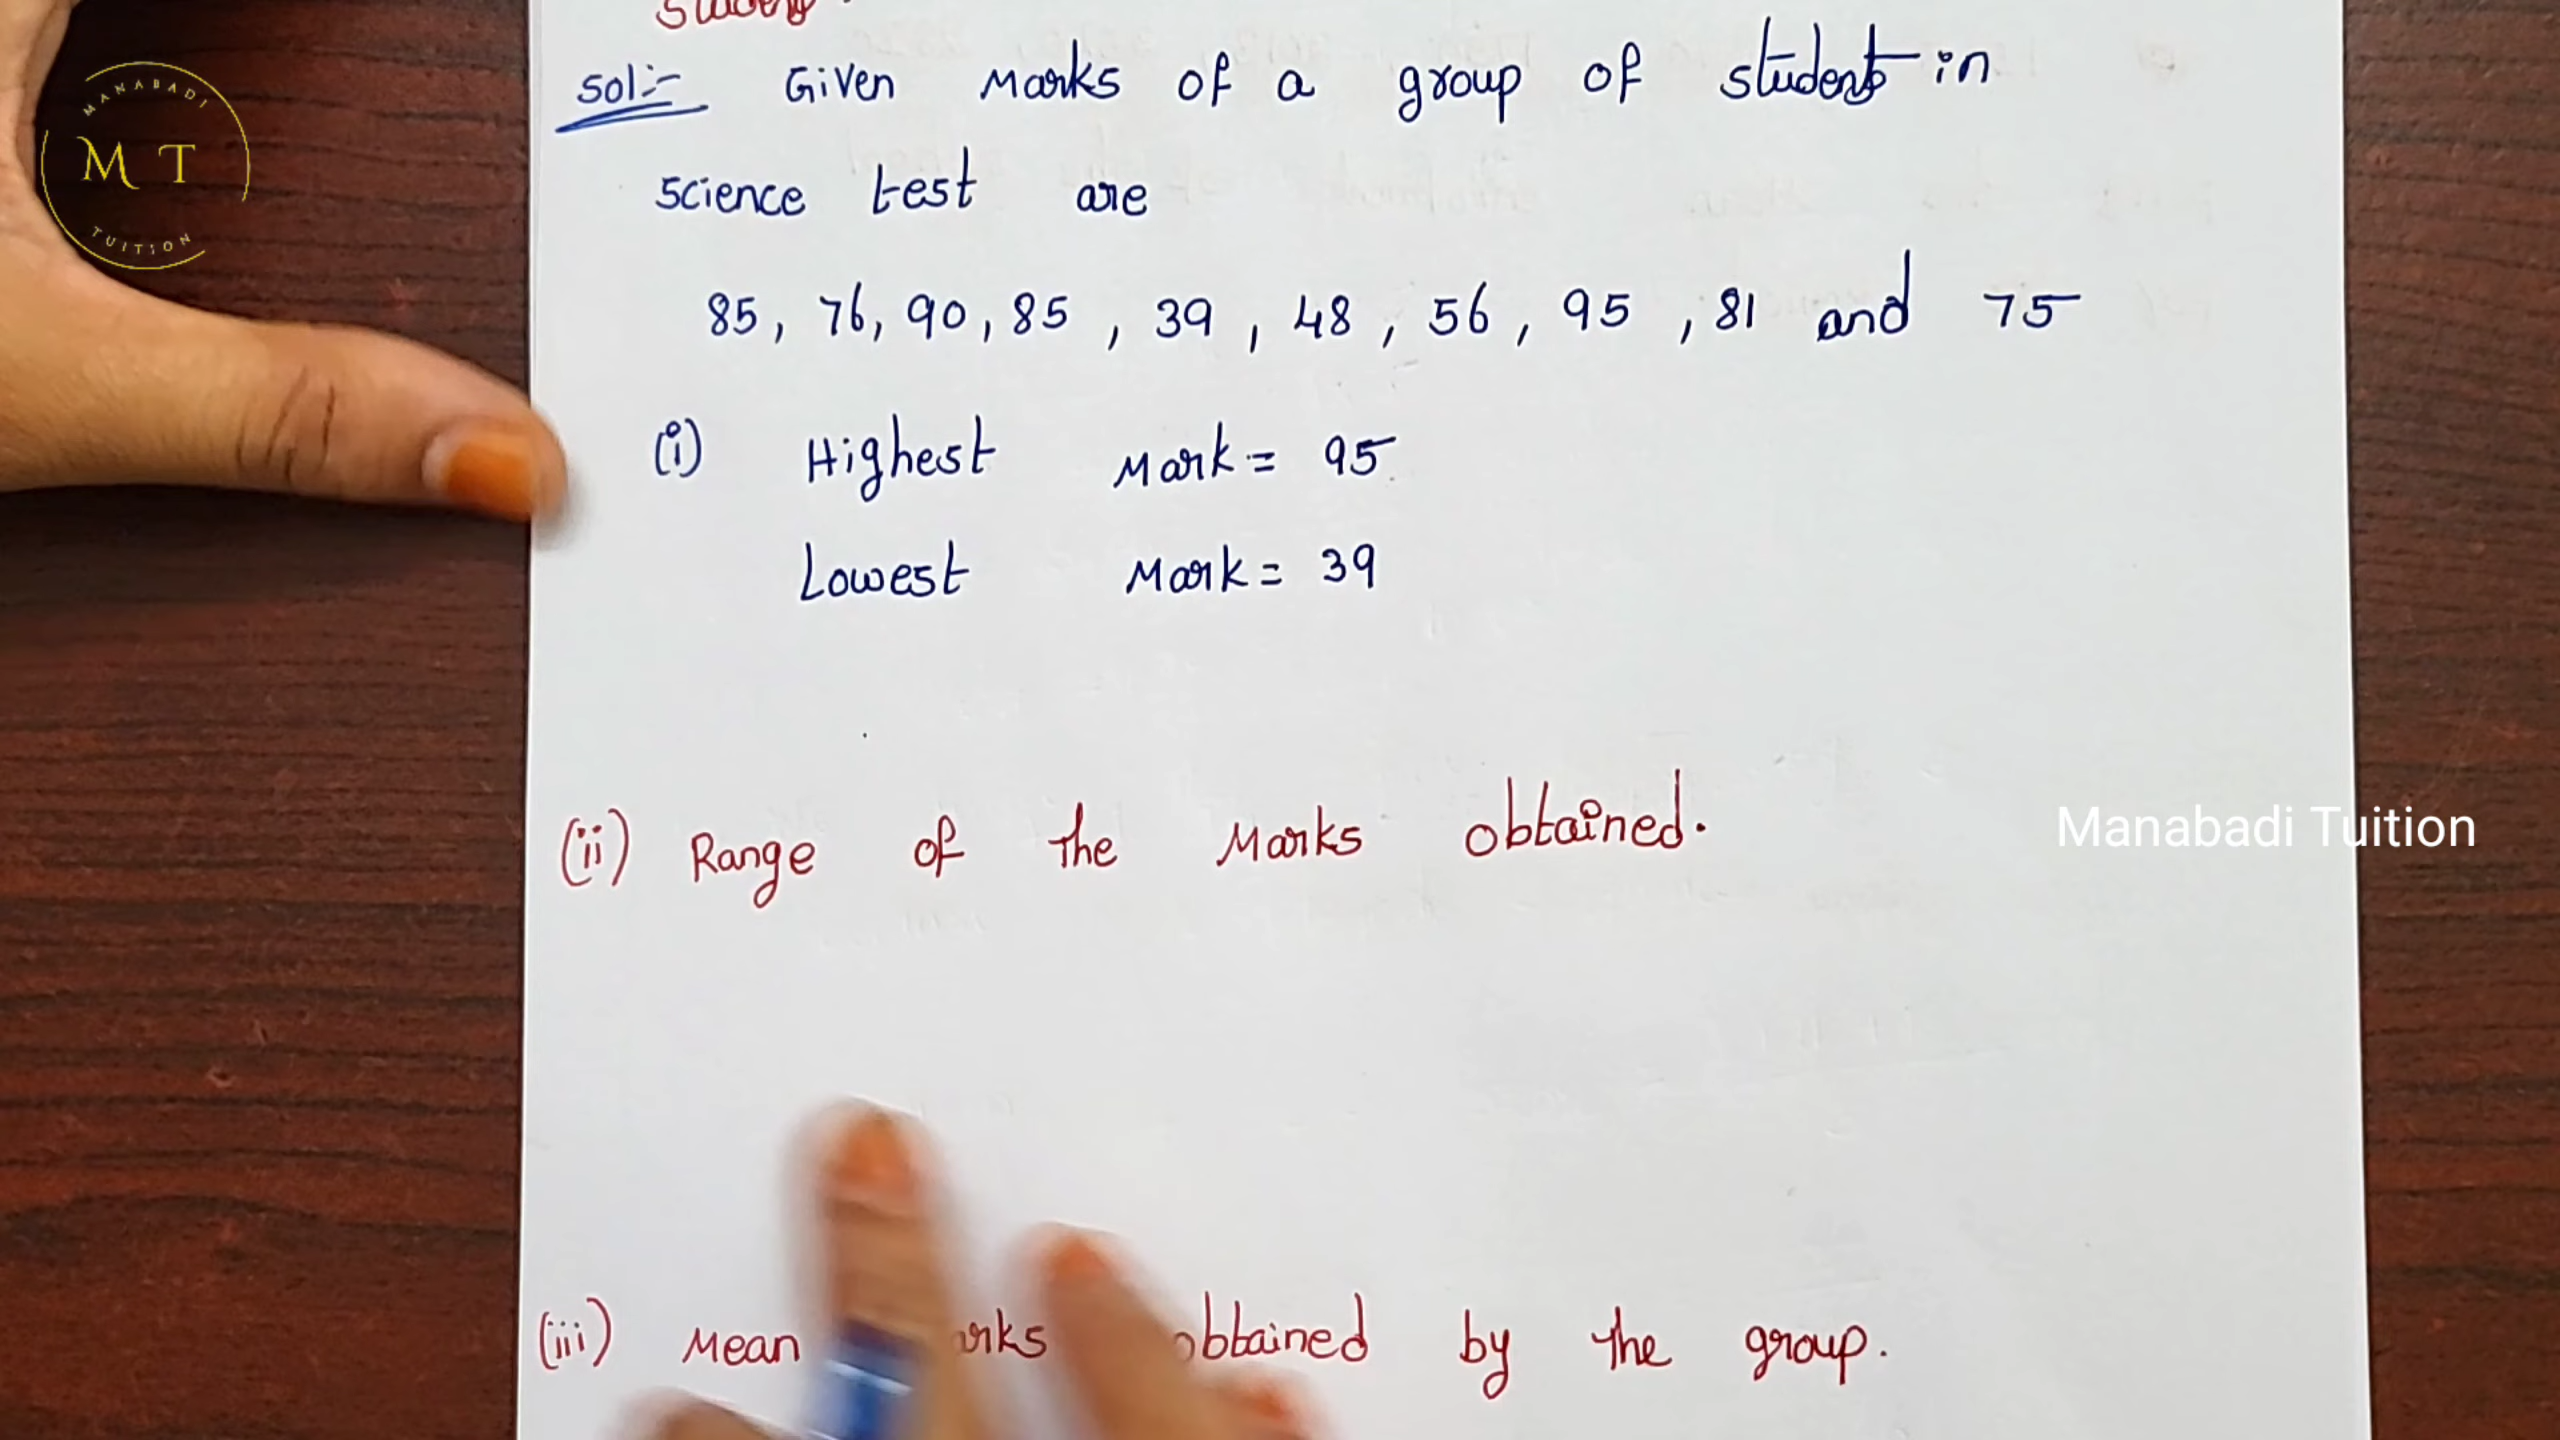 MANABADI
M T
TUITION
sol:-  Given Marks of a group of students in
science test are
85, 76, 90, 85, 39, 48, 56, 95, 81 and 75
(i) Highest Mark = 95
Lowest Mark = 39
(ii) Range of the Marks obtained.
Manabadi Tuition
(iii) Mean obtained by the group.